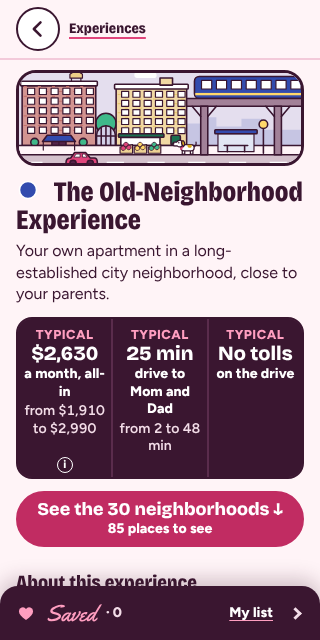 Experiences
The Old-Neighborhood
Experience
Your own apartment in a long-
established city neighborhood, close to
your parents.
TYPICAL
$2,630
a month, all-
in
from $1,910
to $2,990
TYPICAL
25 min
drive to
Mom and
Dad
from 2 to 48
min
TYPICAL
No tolls
on the drive
See the 30 neighborhoods ↓
85 places to see
About this experience
Saved · 0
My list